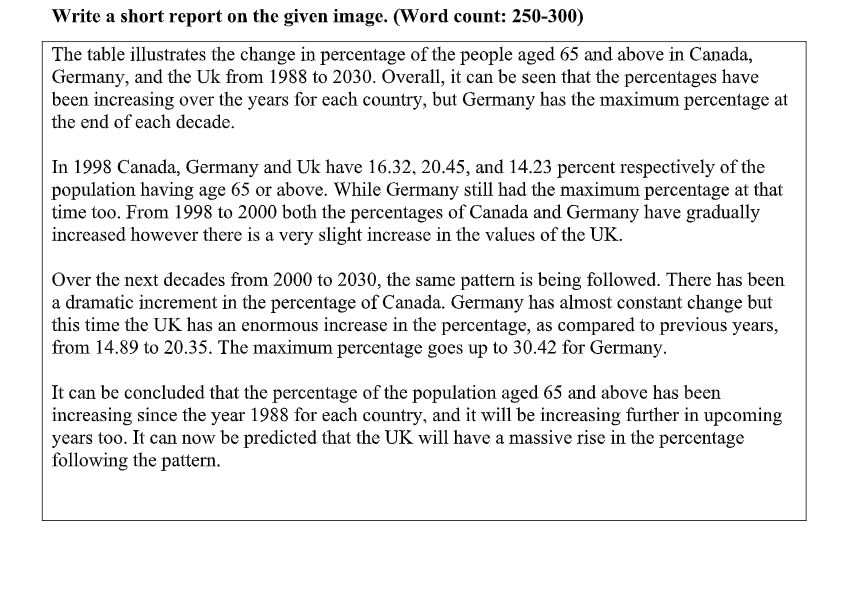 Write a short report on the given image. (Word count: 250-300)
The table illustrates the change in percentage of the people aged 65 and above in Canada,
Germany, and the Uk from 1988 to 2030. Overall, it can be seen that the percentages have
been increasing over the years for each country, but Germany has the maximum percentage at
the end of each decade.
In 1998 Canada, Germany and Uk have 16.32, 20.45, and 14.23 percent respectively of the
population having age 65 or above. While Germany still had the maximum percentage at that
time too. From 1998 to 2000 both the percentages of Canada and Germany have gradually
increased however there is a very slight increase in the values of the UK.
Over the next decades from 2000 to 2030, the same pattern is being followed. There has been
a dramatic increment in the percentage of Canada. Germany has almost constant change but
this time the UK has an enormous increase in the percentage, as compared to previous years,
from 14.89 to 20.35. The maximum percentage goes up to 30.42 for Germany.
It can be concluded that the percentage of the population aged 65 and above has been
increasing since the year 1988 for each country, and it will be increasing further in upcoming
years too. It can now be predicted that the UK will have a massive rise in the percentage
following the pattern.